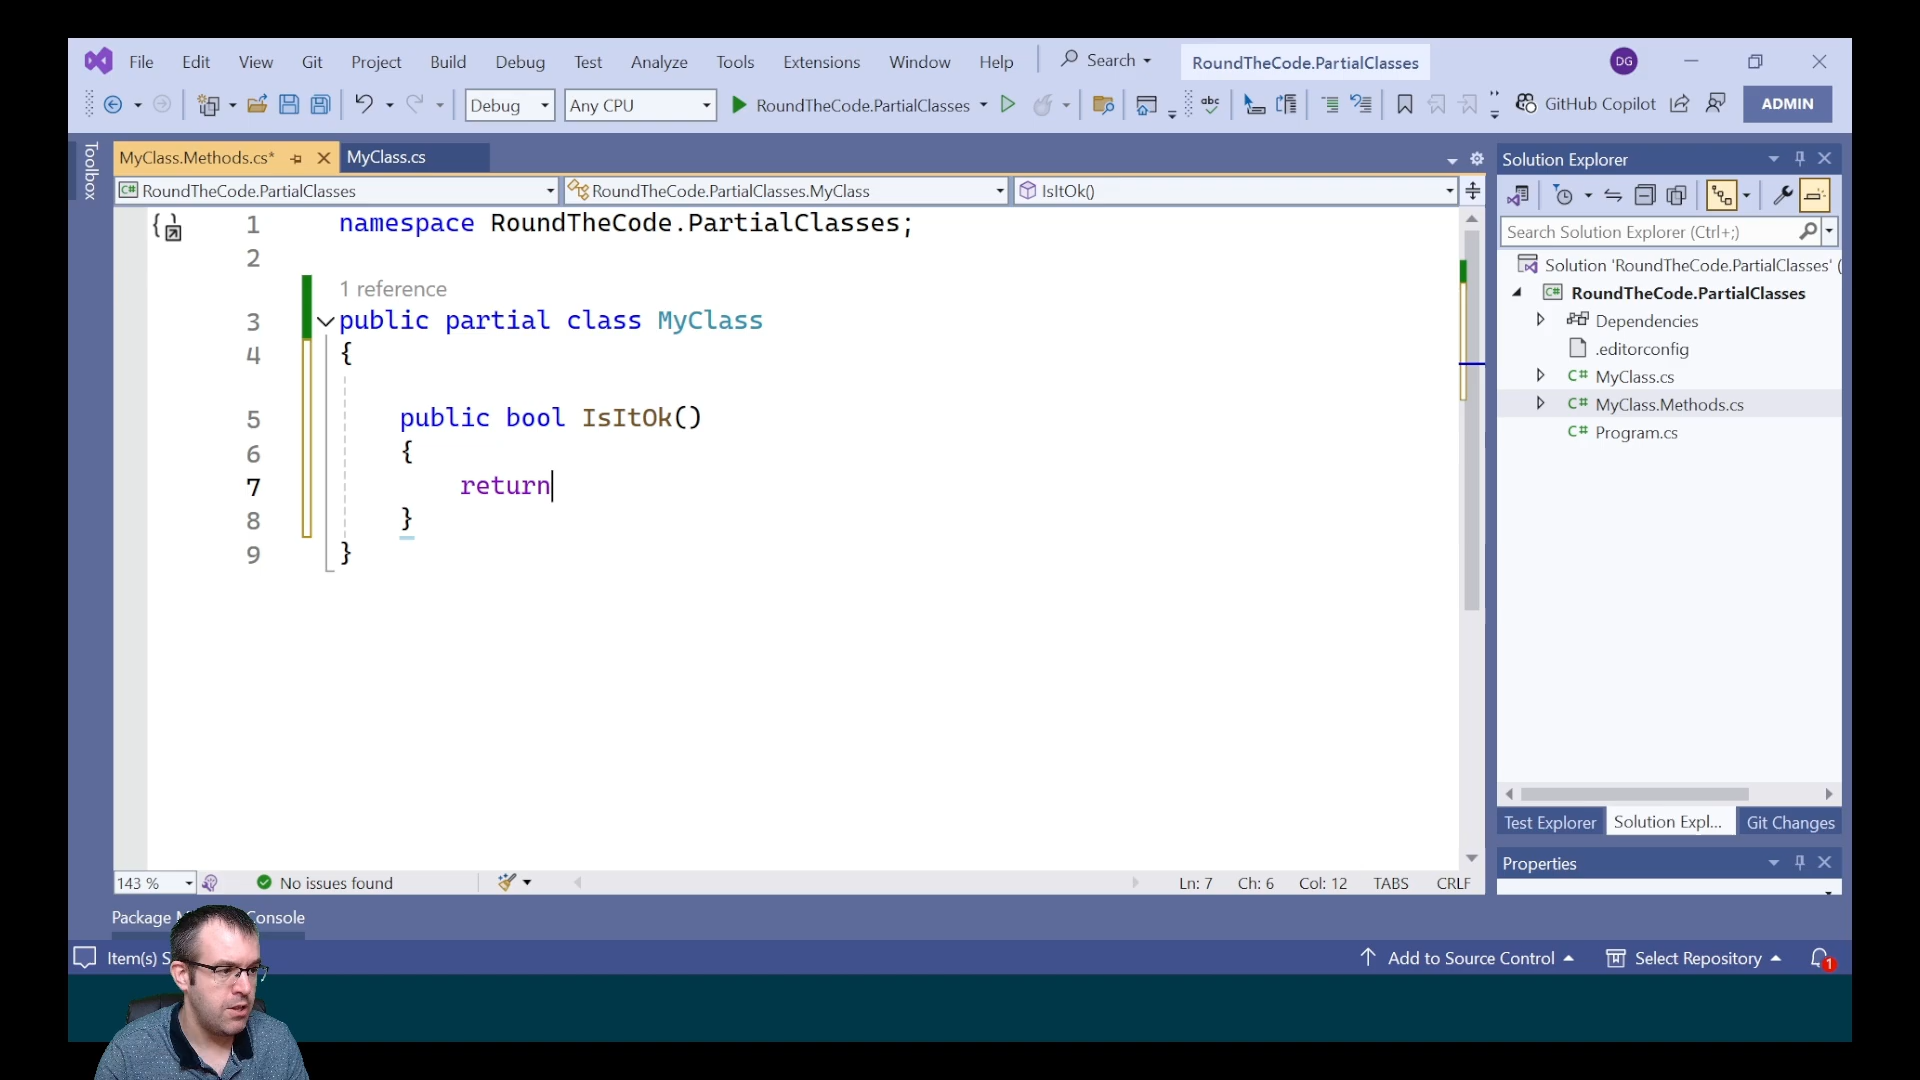 File Edit View Git Project Build Debug Test Analyze Tools Extensions Window Help Search RoundTheCode.PartialClasses DG
Debug Any CPU RoundTheCode.PartialClasses abc GitHub Copilot ADMIN
Toolbox
MyClass.Methods.cs* MyClass.cs
C# RoundTheCode.PartialClasses RoundTheCode.PartialClasses.MyClass IsItOk()
1 namespace RoundTheCode.PartialClasses;
2
1 reference
3 public partial class MyClass
4 {
5 public bool IsItOk()
6 {
7 return
8 }
9 }
143 % No issues found Ln: 7 Ch: 6 Col: 12 TABS CRLF
Solution Explorer
Search Solution Explorer (Ctrl+;)
Solution 'RoundTheCode.PartialClasses' (
C# RoundTheCode.PartialClasses
Dependencies
.editorconfig
C# MyClass.cs
C# MyClass.Methods.cs
C# Program.cs
Test Explorer Solution Expl... Git Changes
Properties
Package M Console
Item(s) S Add to Source Control Select Repository 1